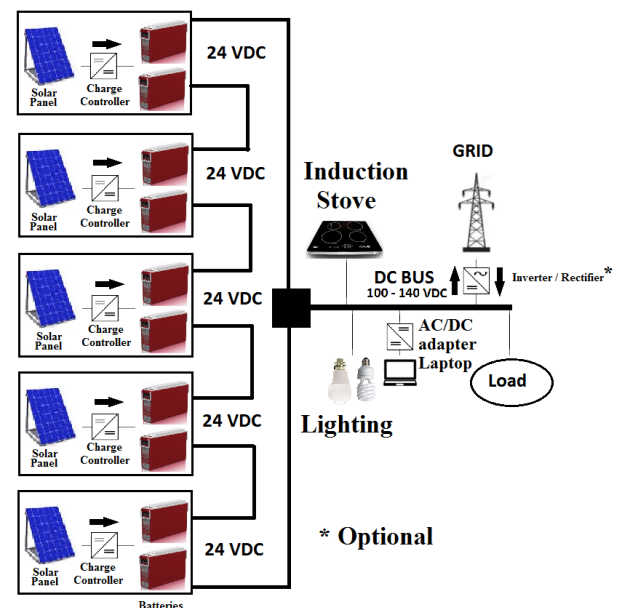 24 VDC
Solar
Panel
Charge
Controller
24 VDC
Solar
Panel
Charge
Controller
24 VDC
Solar
Panel
Charge
Controller
24 VDC
Solar
Panel
Charge
Controller
24 VDC
Solar
Panel
Charge
Controller
Batteries
Induction
Stove
GRID
DC BUS
100 - 140 VDC
Inverter / Rectifier*
AC/DC
adapter
Laptop
Load
Lighting
* Optional